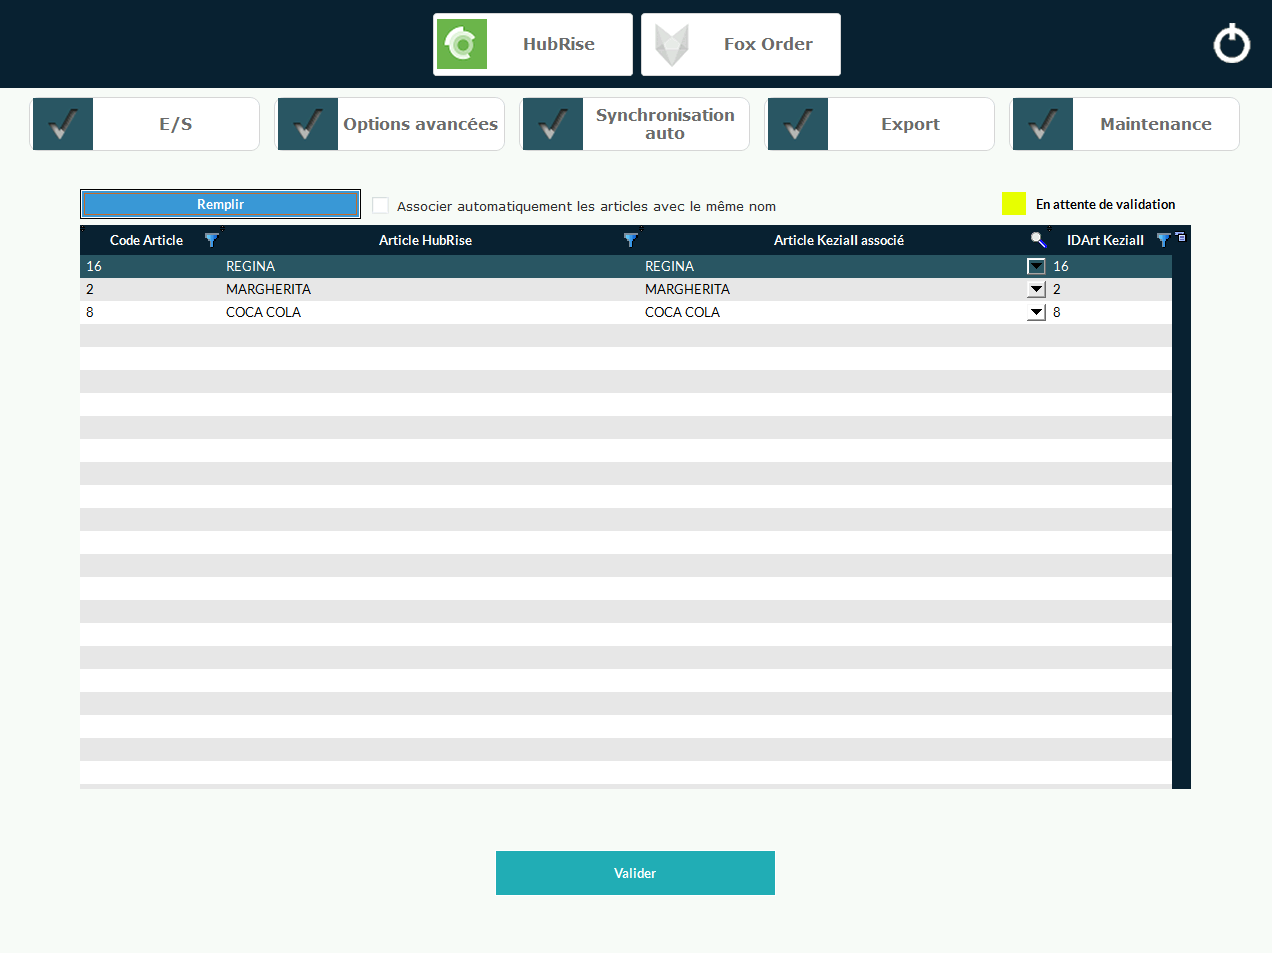 HubRise
Fox Order
E/S
Options avancées
Synchronisation
auto
Export
Maintenance
Remplir
Associer automatiquement les articles avec le même nom
En attente de validation
Code Article Article HubRise Article Keziall associé IDArt Keziall
16 REGINA REGINA 16
2 MARGHERITA MARGHERITA 2
8 COCA COLA COCA COLA 8
Valider